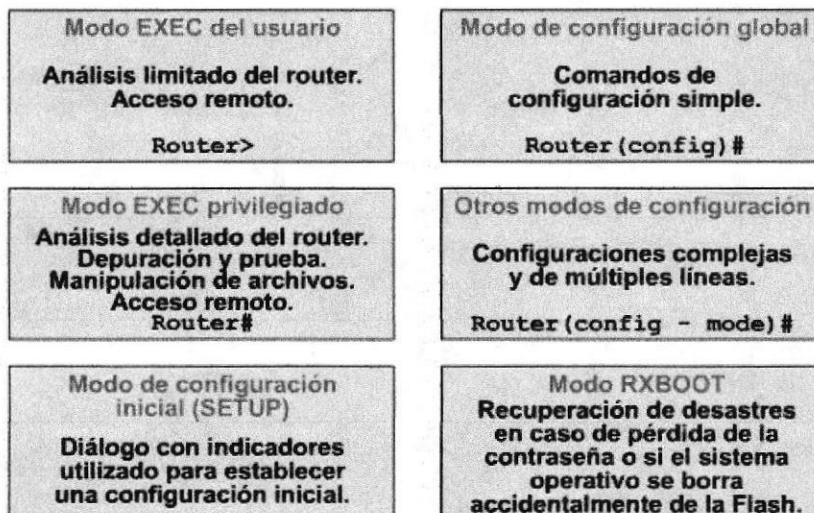 Modo EXEC del usuario
Análisis limitado del router.
Acceso remoto.
Router>
Modo de configuración global
Comandos de
configuración simple.
Router(config)#
Modo EXEC privilegiado
Análisis detallado del router.
Depuración y prueba.
Manipulación de archivos.
Acceso remoto.
Router#
Otros modos de configuración
Configuraciones complejas
y de múltiples líneas.
Router(config - mode)#
Modo de configuración
inicial (SETUP)
Diálogo con indicadores
utilizado para establecer
una configuración inicial.
Modo RXBOOT
Recuperación de desastres
en caso de pérdida de la
contraseña o si el sistema
operativo se borra
accidentalmente de la Flash.